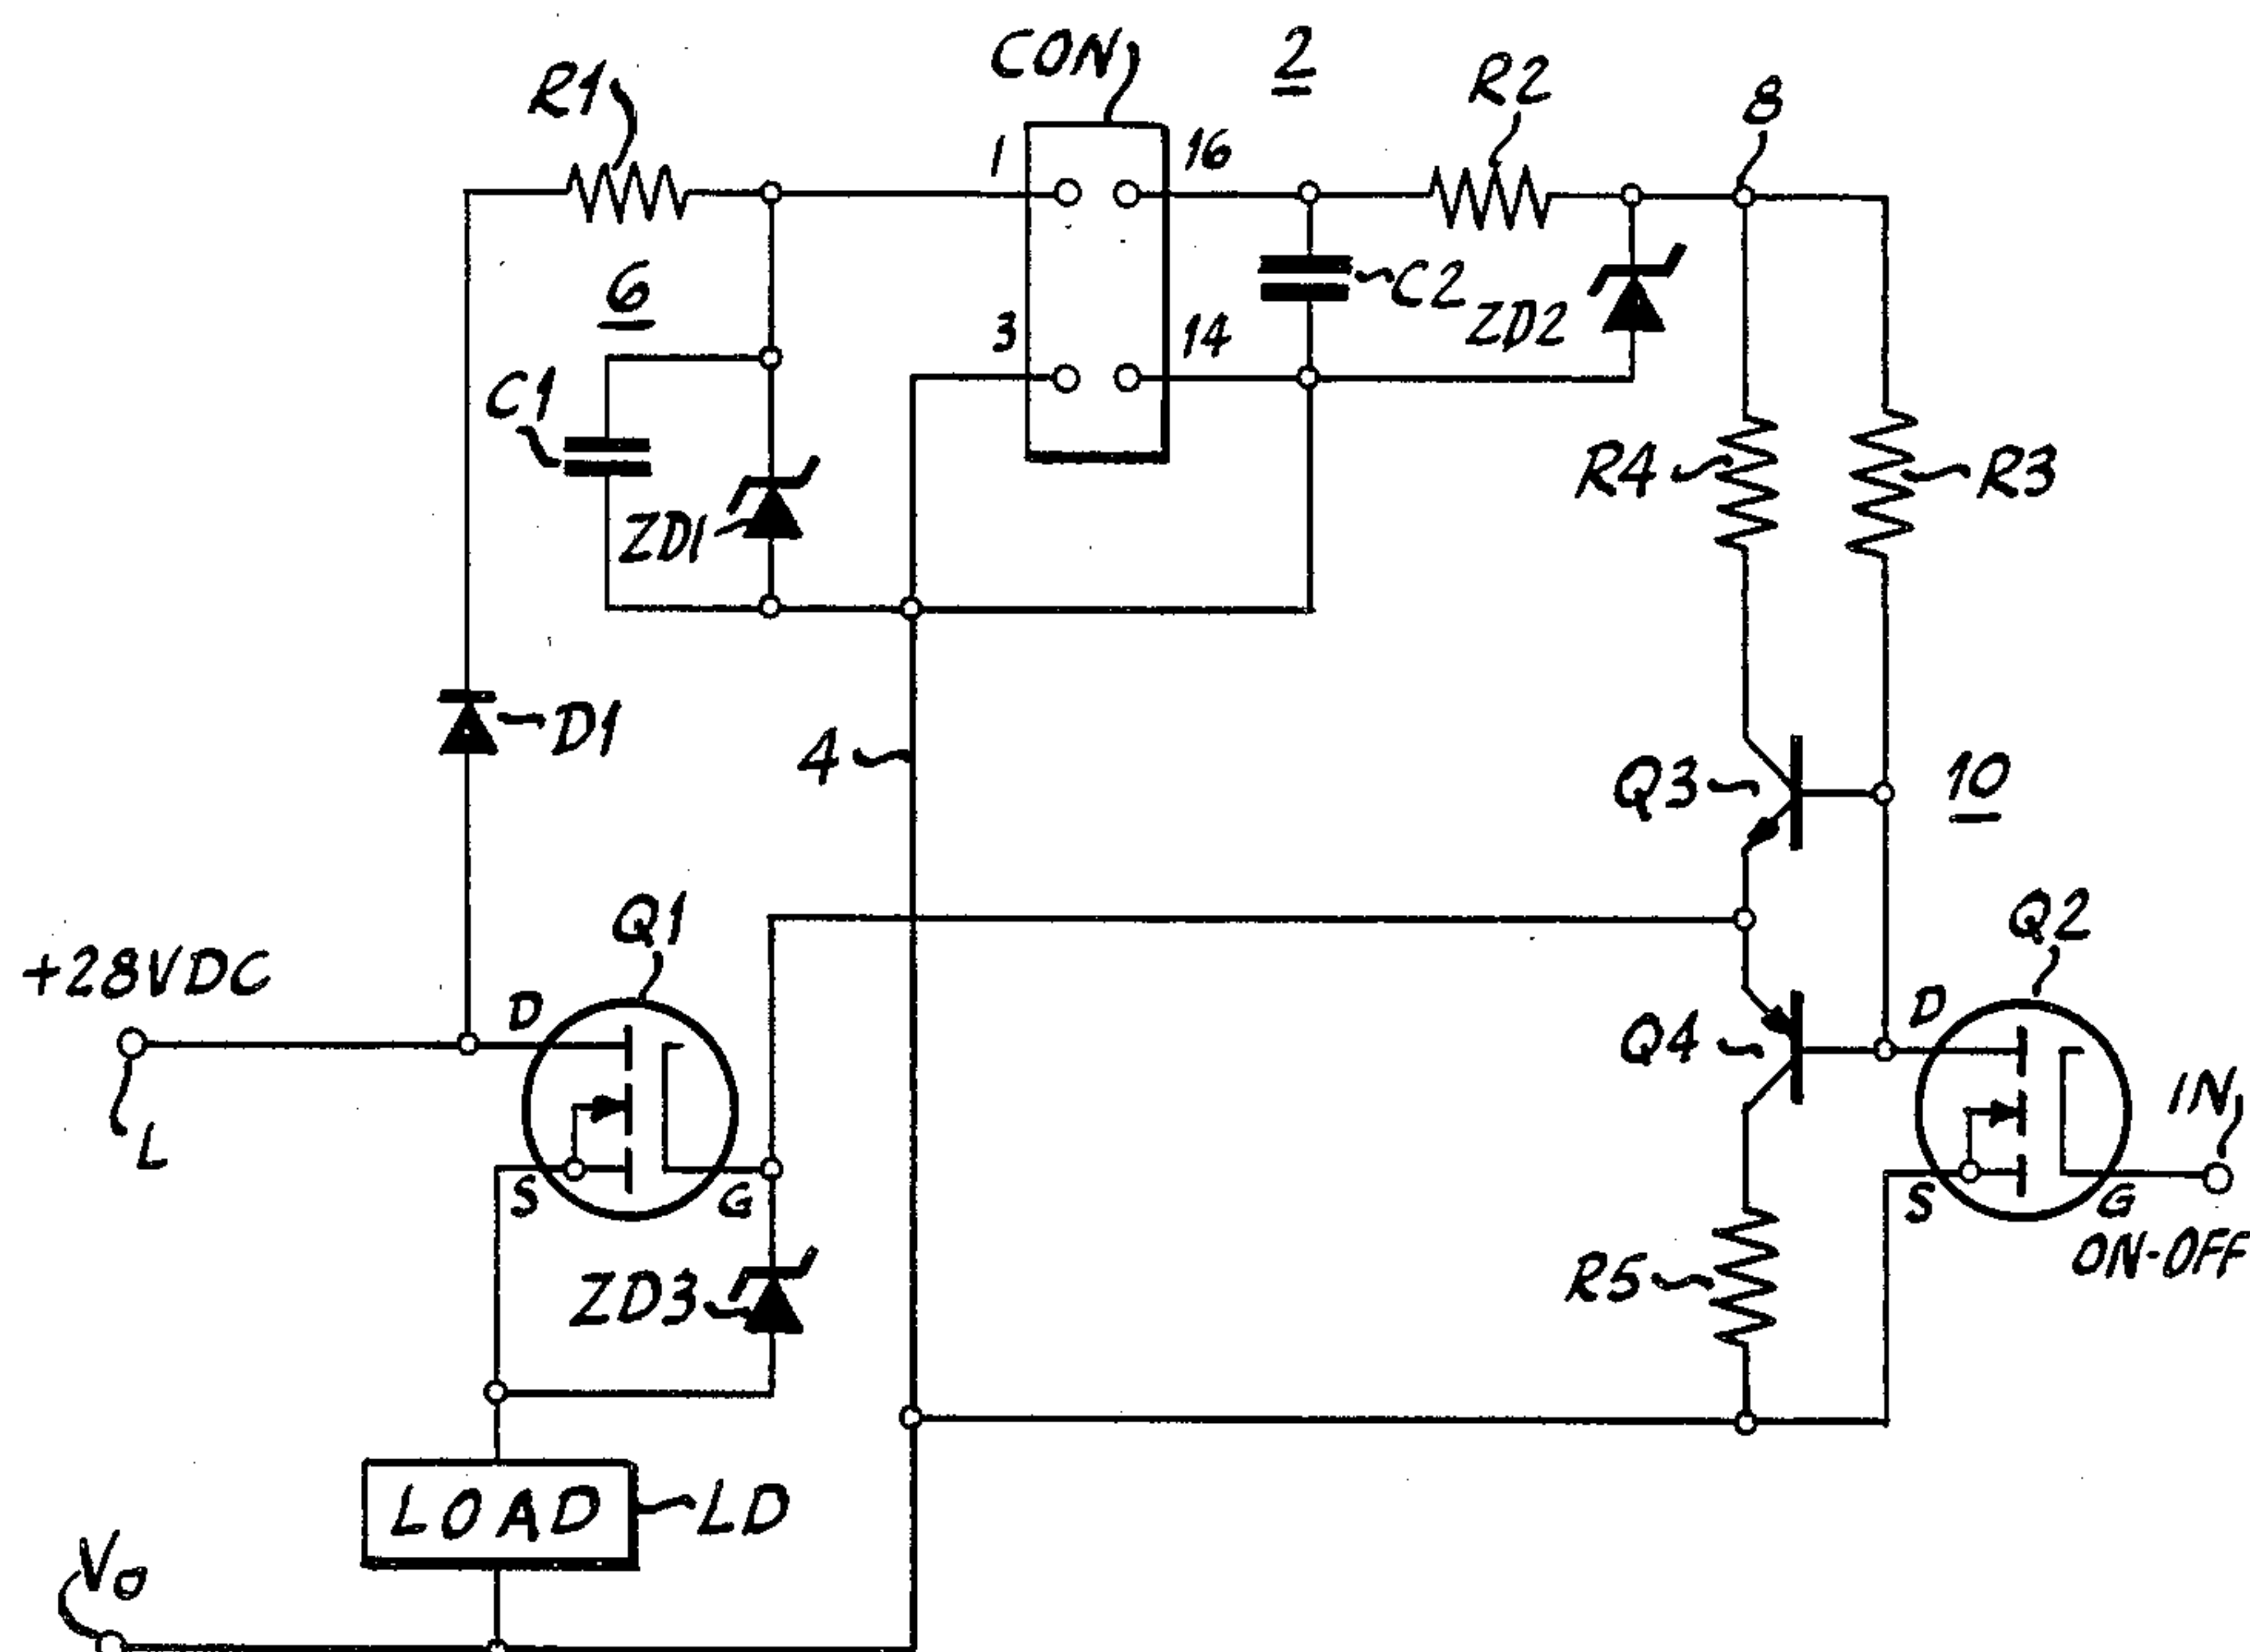 CON
2
R1
R2
8
1
16
6
3
14
C2
ZD2
C1
ZD1
R4
R3
D1
4
Q3
10
Q1
Q2
+28VDC
D
D
Q4
IN
L
S
G
S
G
ON-OFF
ZD3
R5
LOAD
LD
Vo